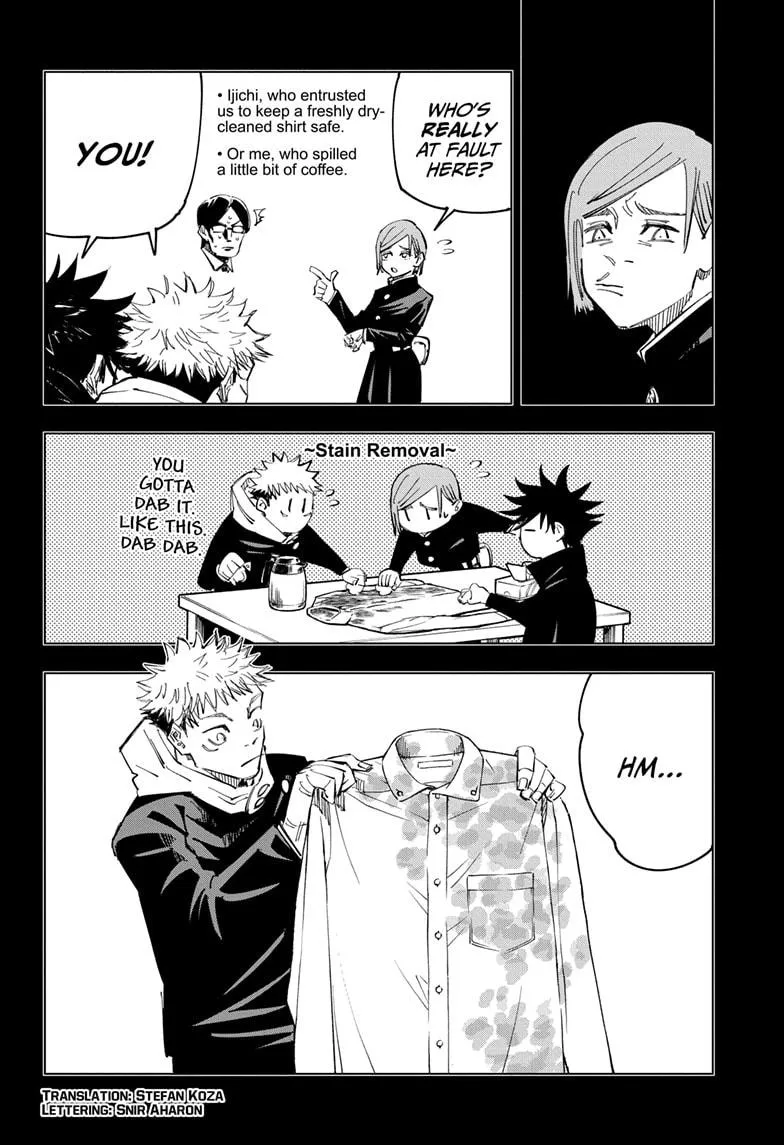 WHO'S
REALLY
AT FAULT
HERE?
• Ijichi, who entrusted
us to keep a freshly dry-
cleaned shirt safe.
• Or me, who spilled
a little bit of coffee.
YOU!
~Stain Removal~
YOU
GOTTA
DAB IT.
LIKE THIS.
DAB DAB.
HM...
TRANSLATION: STEFAN KOZA
LETTERING: SNIR AHARON